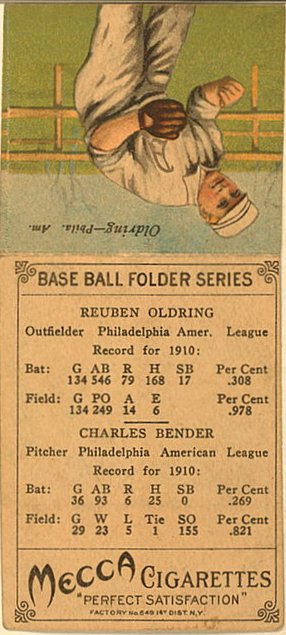 Oldring—Phila. Am.
BASE BALL FOLDER SERIES
REUBEN OLDRING
Outfielder Philadelphia Amer. League
Record for 1910:
Bat: G AB R H SB Per Cent
134 546 79 168 17 .308
Field: G PO A E Per Cent
134 249 14 6 .978
CHARLES BENDER
Pitcher Philadelphia American League
Record for 1910:
Bat: G AB R H SB Per Cent
36 93 6 25 0 .269
Field: G W L Tie SO Per Cent
29 23 5 1 155 .821
MECCA CIGARETTES
"PERFECT SATISFACTION"
FACTORY No 649 1ST DIST. N.Y.